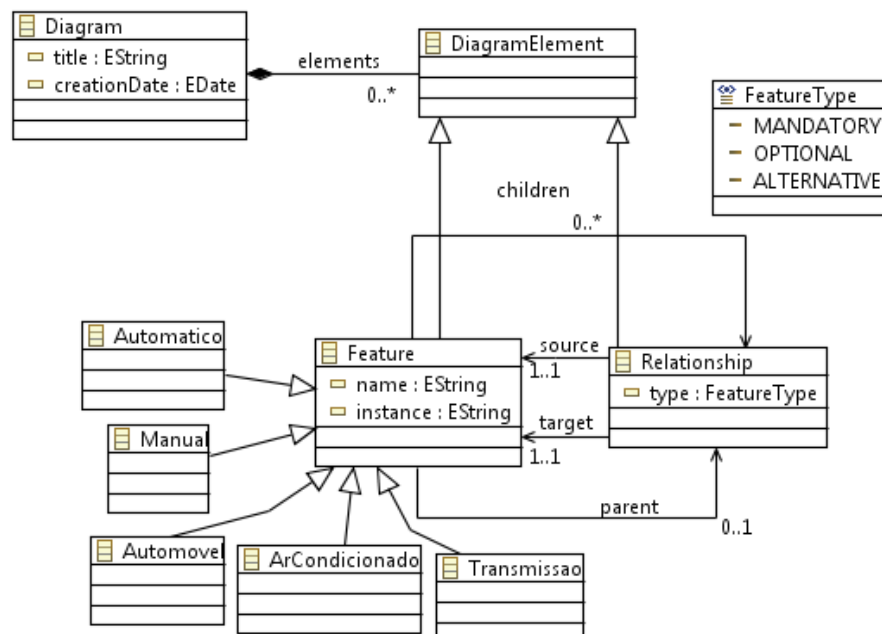 Diagram
title : EString
creationDate : EDate
elements
0..*
DiagramElement
FeatureType
MANDATORY
OPTIONAL
ALTERNATIVE
children
0..*
Automatico
Feature
name : EString
instance : EString
source
1..1
target
1..1
Relationship
type : FeatureType
Manual
parent
0..1
Automovel
ArCondicionado
Transmissao